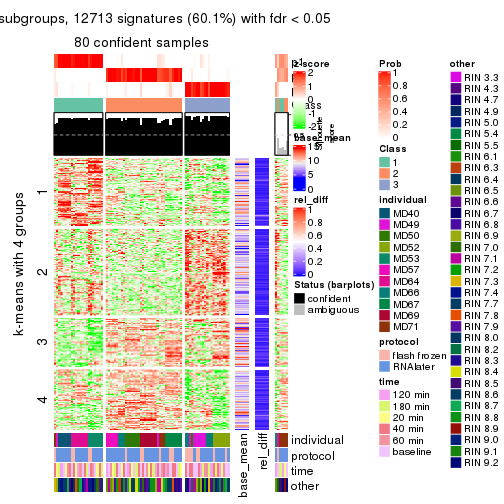 subgroups, 12713 signatures (60.1%) with fdr < 0.05
80 confident samples
k-means with 4 groups
1
2
3
4
base_mean
rel_diff
individual
protocol
time
other
z-score
2
1
0
-1
-2
base_mean
15
10
5
0
rel_diff
1
0.8
0.6
0.4
0.2
0
Status (barplots)
confident
ambiguous
Prob
1
0.8
0.6
0.4
0.2
0
Class
1
2
3
individual
MD40
MD49
MD50
MD52
MD53
MD57
MD64
MD66
MD67
MD69
MD71
protocol
flash frozen
RNAlater
time
120 min
180 min
20 min
40 min
60 min
baseline
other
RIN 3.3
RIN 4.3
RIN 4.7
RIN 4.9
RIN 5.0
RIN 5.4
RIN 5.5
RIN 6.1
RIN 6.3
RIN 6.4
RIN 6.5
RIN 6.6
RIN 6.7
RIN 6.8
RIN 6.9
RIN 7.0
RIN 7.1
RIN 7.2
RIN 7.3
RIN 7.4
RIN 7.5
RIN 7.6
RIN 7.7
RIN 7.8
RIN 7.9
RIN 8.0
RIN 8.2
RIN 8.3
RIN 8.4
RIN 8.5
RIN 8.6
RIN 8.7
RIN 8.8
RIN 8.9
RIN 9.0
RIN 9.1
RIN 9.2